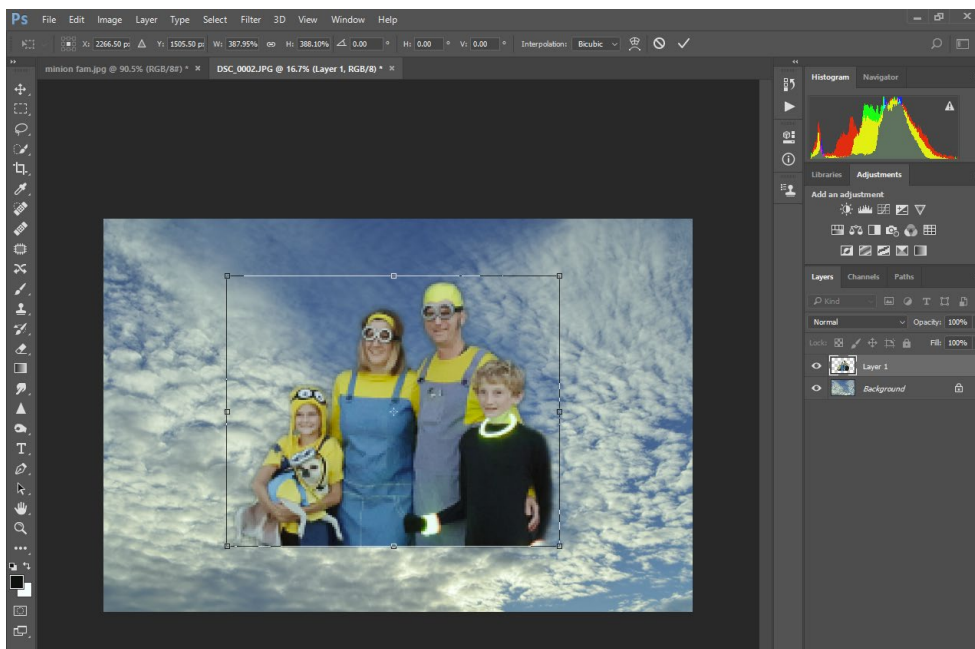 Ps File Edit Image Layer Type Select Filter 3D View Window Help
X: 2266.50 p: Y: 1505.50 p: W: 387.95% H: 388.10% 0.00 ° H: 0.00 ° V: 0.00 ° Interpolation: Bicubic
minion fam.jpg @ 90.5% (RGB/8#) * × DSC_0002.JPG @ 16.7% (Layer 1, RGB/8) * ×
Histogram Navigator
Libraries Adjustments
Add an adjustment
Layers Channels Paths
Kind
Normal Opacity: 100%
Lock: Fill: 100%
Layer 1
Background